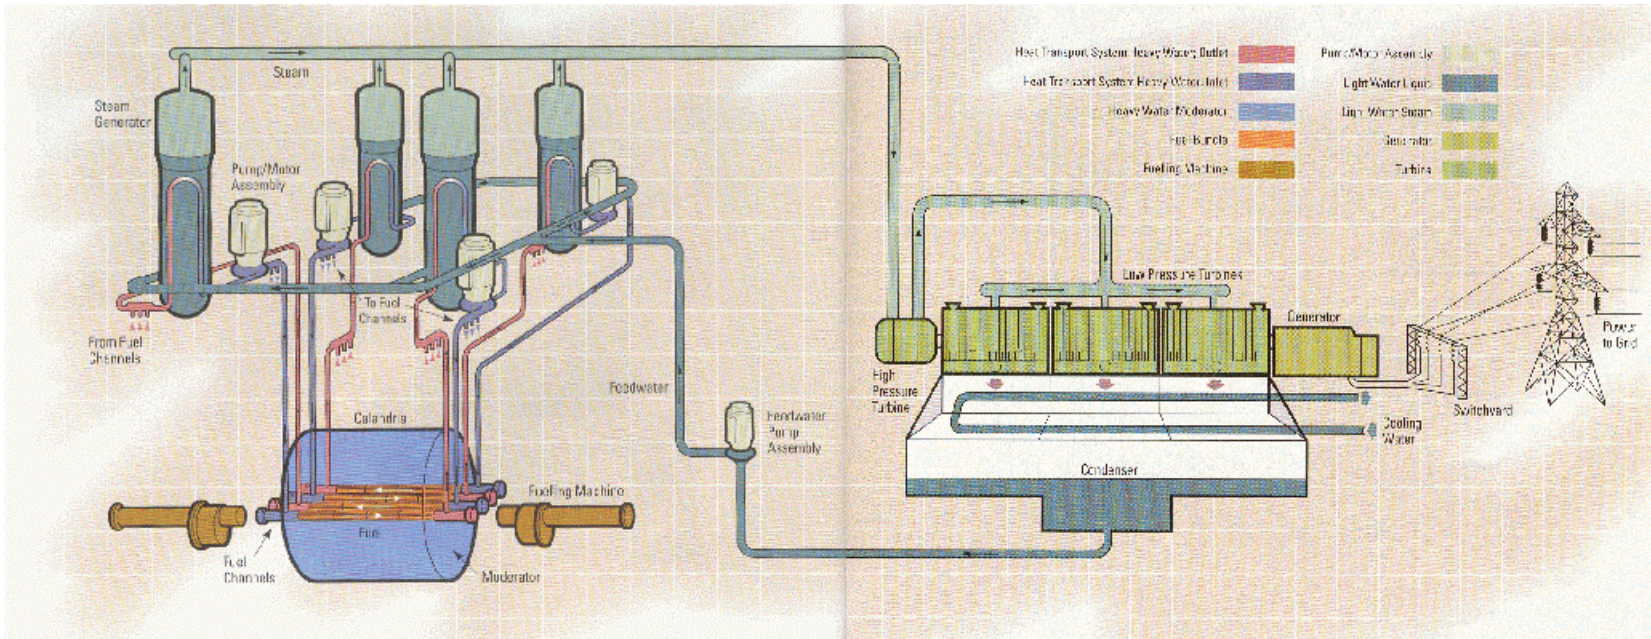 Steam
Steam
Generator
Pump/Motor
Assembly
To Fuel
Channels
From Fuel
Channels
Calandria
Fuel
Fuel
Channels
Moderator
Fuelling Machine
Feedwater
Feedwater
Pump
Assembly
Heat Transport System Heavy Water, Outlet
Heat Transport System Heavy Water, Inlet
Heavy Water Moderator
Fuel Bundle
Fuelling Machine
Pump/Motor Assembly
Light Water Liquid
Light Water Steam
Generator
Turbine
Low Pressure Turbines
High
Pressure
Turbine
Generator
Condenser
Cooling
Water
Switchyard
Power
to Grid